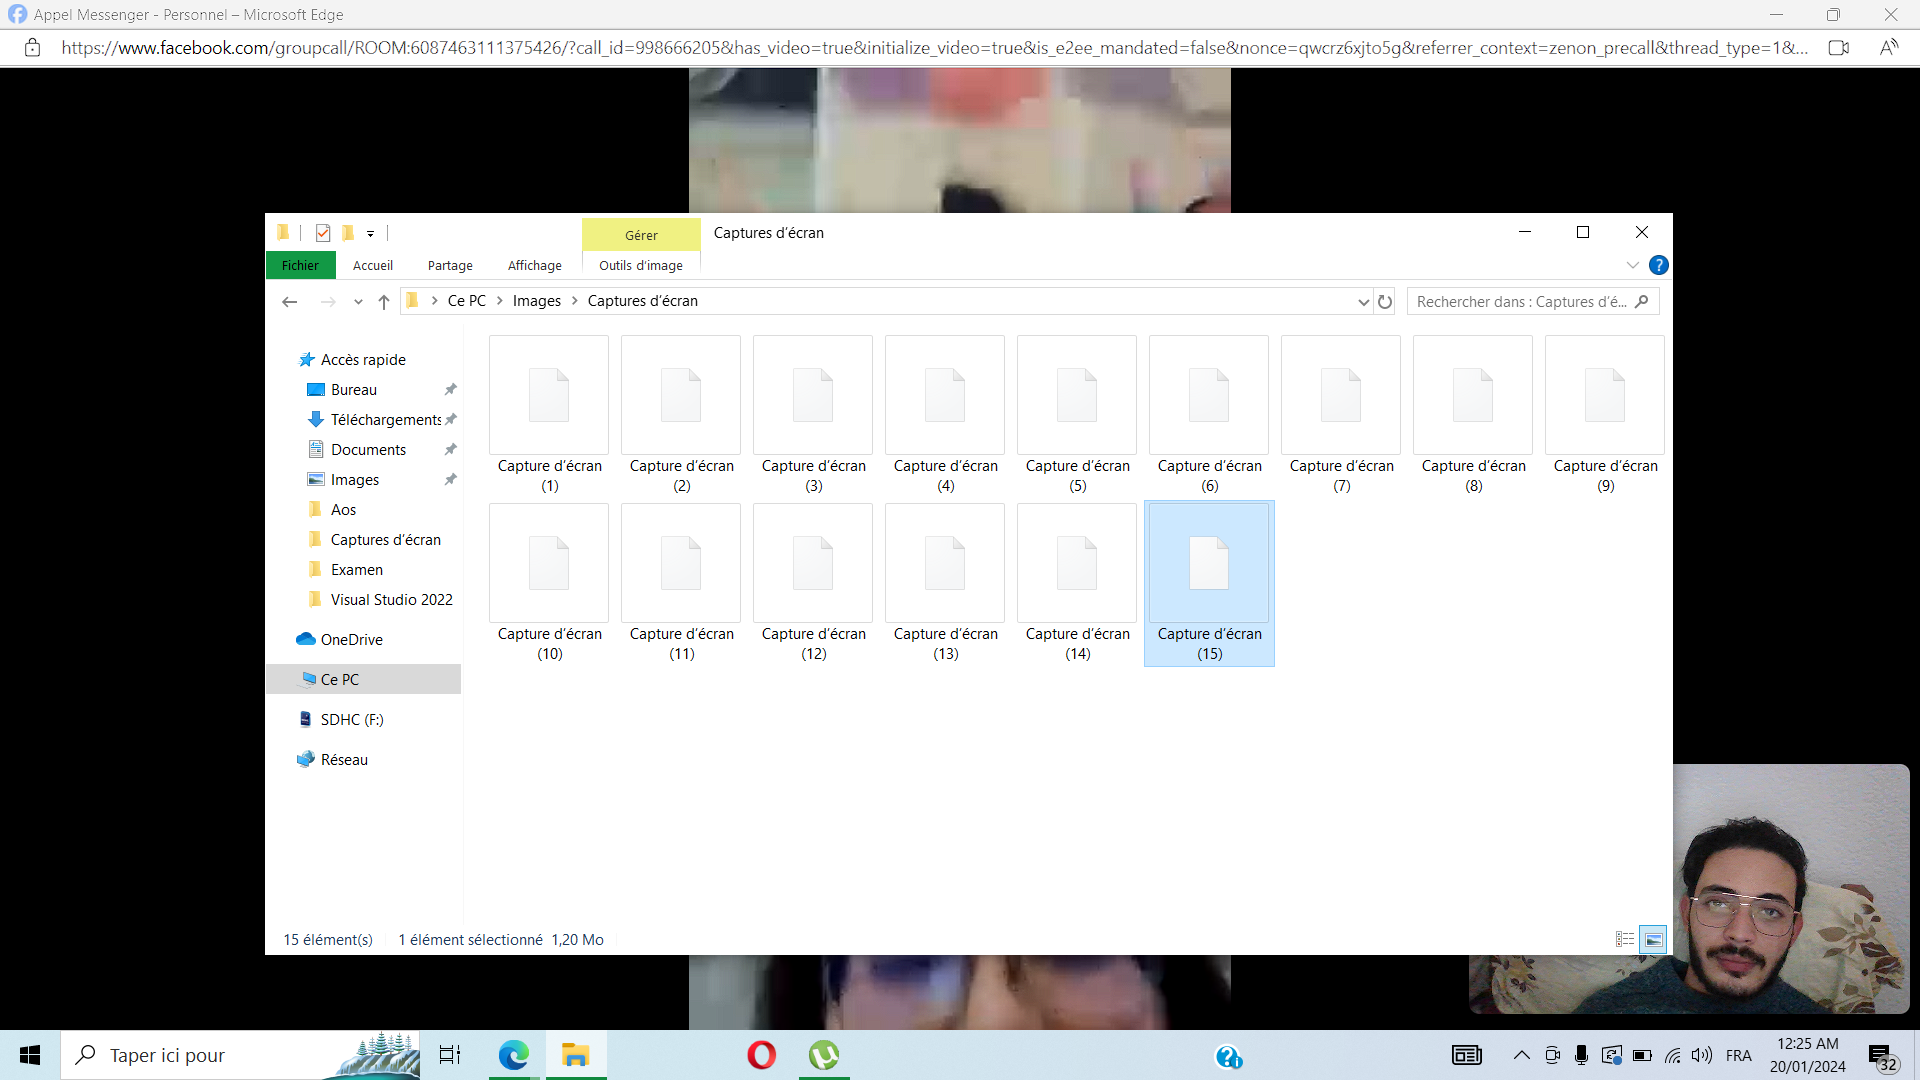 Appel Messenger - Personnel – Microsoft Edge
https://www.facebook.com/groupcall/ROOM:6087463111375426/?call_id=998666205&has_video=true&initialize_video=true&is_e2ee_mandated=false&nonce=qwcrz6xjto5g&referrer_context=zenon_precall&thread_type=1&...
Gérer
Captures d'écran
Fichier
Accueil
Partage
Affichage
Outils d'image
Ce PC > Images > Captures d'écran
Rechercher dans : Captures d'é...
Accès rapide
Bureau
Téléchargements
Documents
Images
Aos
Captures d'écran
Examen
Visual Studio 2022
OneDrive
Ce PC
SDHC (F:)
Réseau
Capture d'écran (1)
Capture d'écran (2)
Capture d'écran (3)
Capture d'écran (4)
Capture d'écran (5)
Capture d'écran (6)
Capture d'écran (7)
Capture d'écran (8)
Capture d'écran (9)
Capture d'écran (10)
Capture d'écran (11)
Capture d'écran (12)
Capture d'écran (13)
Capture d'écran (14)
Capture d'écran (15)
15 élément(s)
1 élément sélectionné 1,20 Mo
Taper ici pour
FRA
12:25 AM
20/01/2024
32